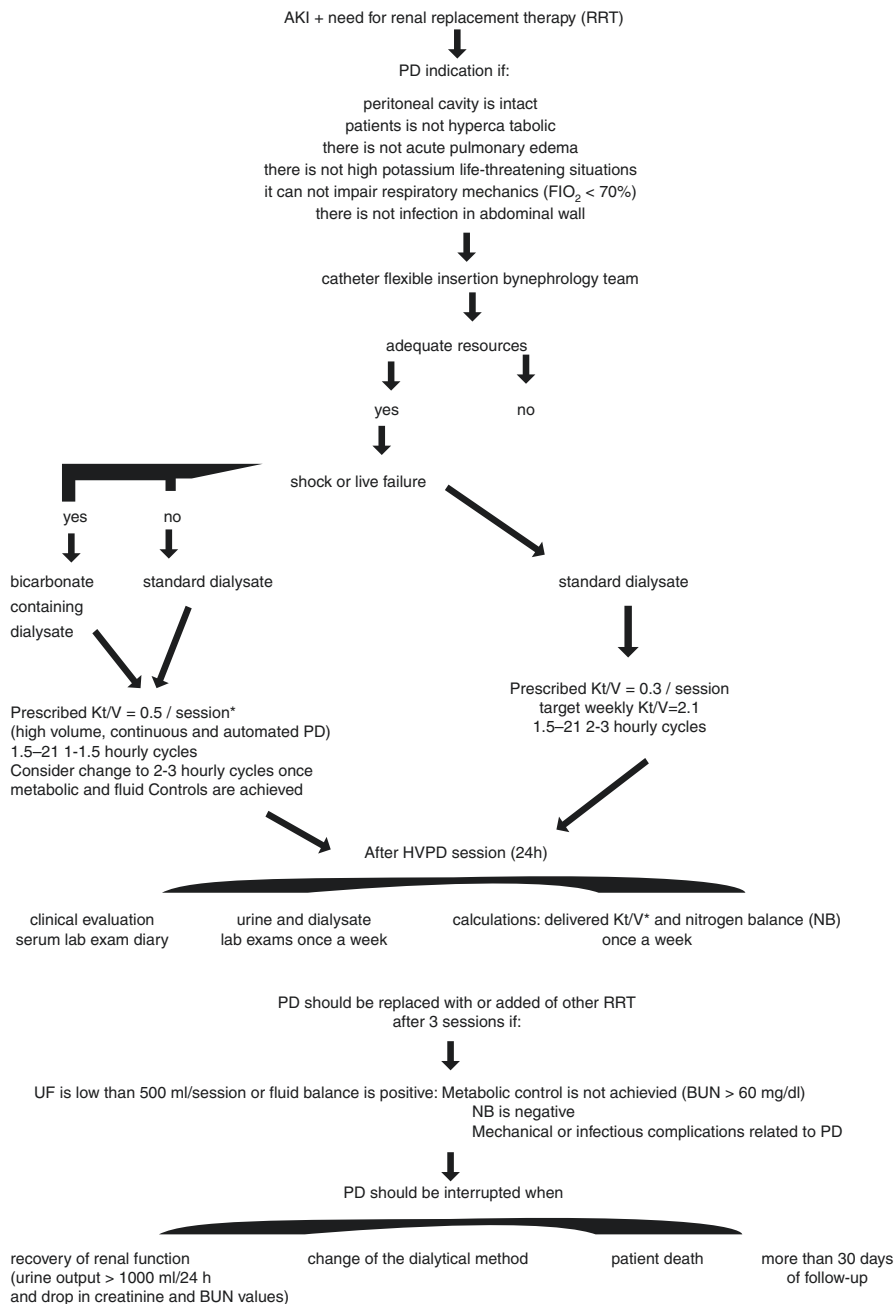 AKI + need for renal replacement therapy (RRT)
PD indication if:
peritoneal cavity is intact
patients is not hyperca tabolic
there is not acute pulmonary edema
there is not high potassium life-threatening situations
it can not impair respiratory mechanics (FIO₂ < 70%)
there is not infection in abdominal wall
catheter flexible insertion bynephrology team
adequate resources
yes
no
shock or live failure
yes
no
bicarbonate
containing
dialysate
standard dialysate
standard dialysate
Prescribed Kt/V = 0.5 / session*
(high volume, continuous and automated PD)
1.5–21 1-1.5 hourly cycles
Consider change to 2-3 hourly cycles once
metabolic and fluid Controls are achieved
Prescribed Kt/V = 0.3 / session
target weekly Kt/V=2.1
1.5–21 2-3 hourly cycles
After HVPD session (24h)
clinical evaluation
serum lab exam diary
urine and dialysate
lab exams once a week
calculations: delivered Kt/V* and nitrogen balance (NB)
once a week
PD should be replaced with or added of other RRT
after 3 sessions if:
UF is low than 500 ml/session or fluid balance is positive: Metabolic control is not achievied (BUN > 60 mg/dl)
NB is negative
Mechanical or infectious complications related to PD
PD should be interrupted when
recovery of renal function
(urine output > 1000 ml/24 h
and drop in creatinine and BUN values)
change of the dialytical method
patient death
more than 30 days
of follow-up